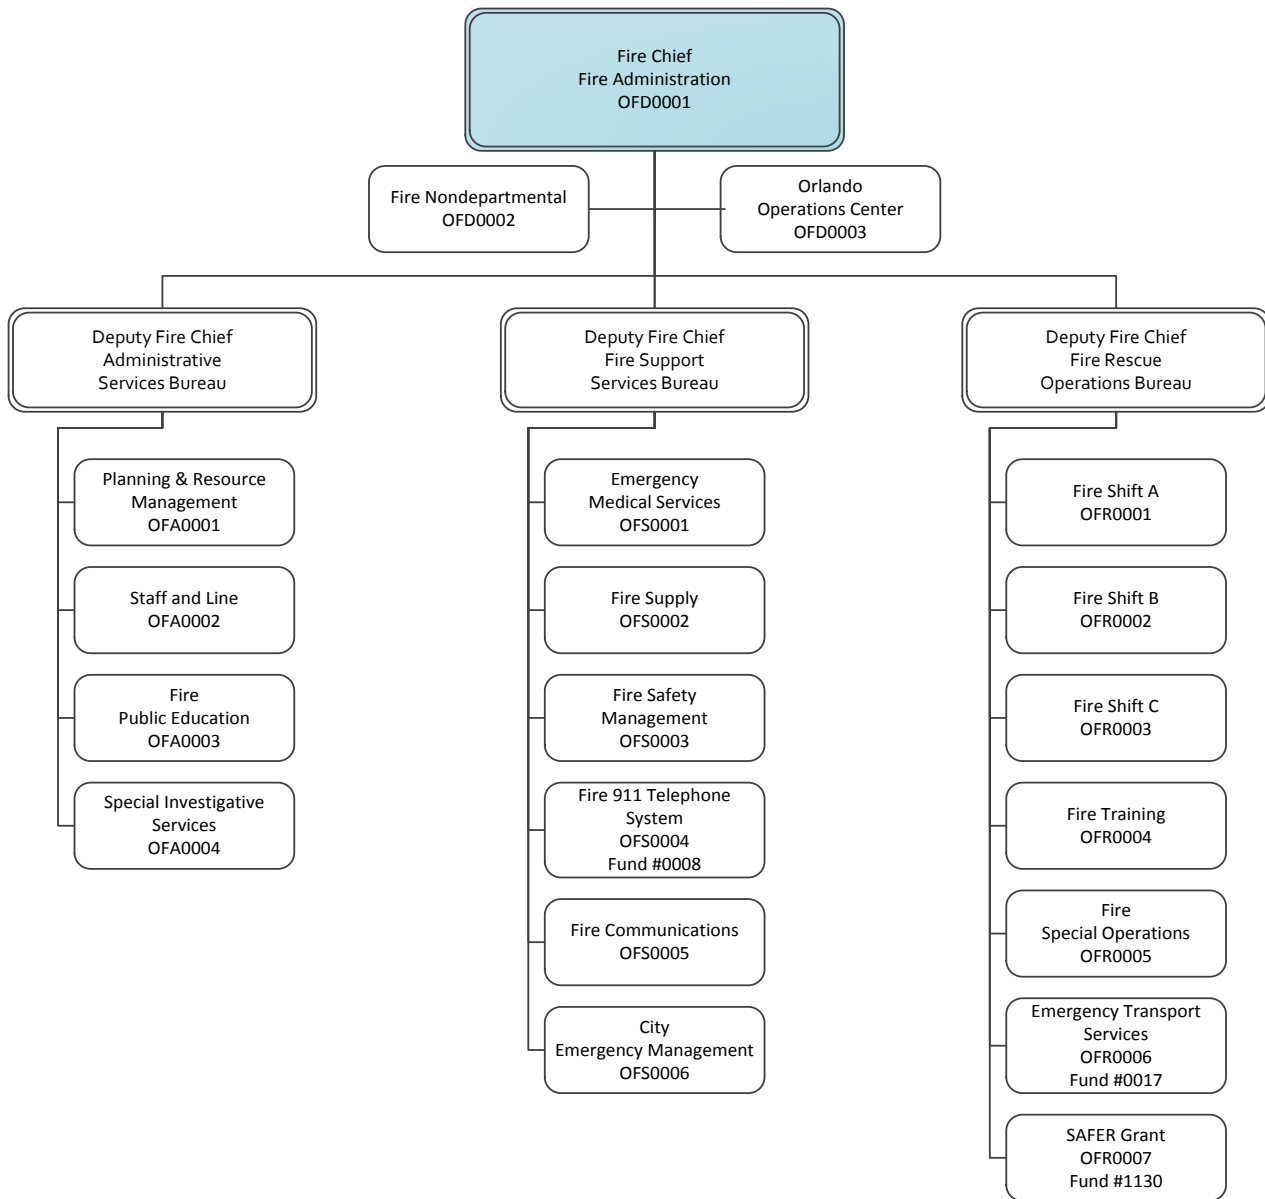 Fire Chief
Fire Administration
OFD0001
Fire Nondepartmental
OFD0002
Orlando
Operations Center
OFD0003
Deputy Fire Chief
Administrative
Services Bureau
Deputy Fire Chief
Fire Support
Services Bureau
Deputy Fire Chief
Fire Rescue
Operations Bureau
Planning & Resource
Management
OFA0001
Staff and Line
OFA0002
Fire
Public Education
OFA0003
Special Investigative
Services
OFA0004
Emergency
Medical Services
OFS0001
Fire Supply
OFS0002
Fire Safety
Management
OFS0003
Fire 911 Telephone
System
OFS0004
Fund #0008
Fire Communications
OFS0005
City
Emergency Management
OFS0006
Fire Shift A
OFR0001
Fire Shift B
OFR0002
Fire Shift C
OFR0003
Fire Training
OFR0004
Fire
Special Operations
OFR0005
Emergency Transport
Services
OFR0006
Fund #0017
SAFER Grant
OFR0007
Fund #1130